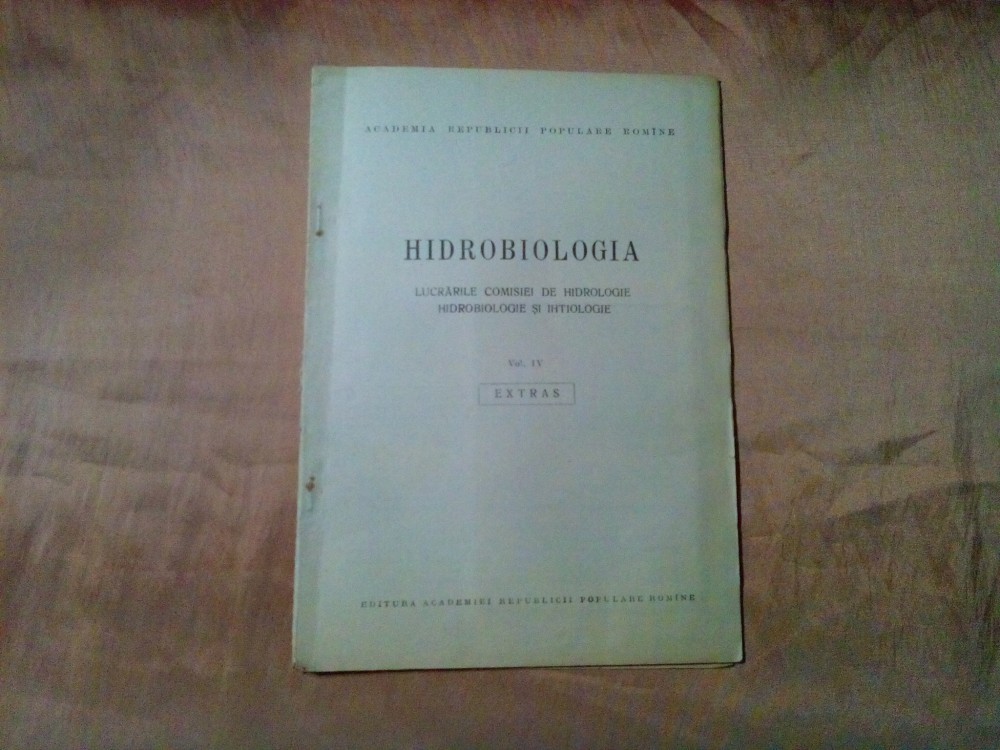 ACADEMIA REPUBLICII POPULARE ROMÎNE
HIDROBIOLOGIA
LUCRĂRILE COMISIEI DE HIDROLOGIE
HIDROBIOLOGIE ȘI IHTIOLOGIE
Vol. IV
EXTRAS
EDITURA ACADEMIEI REPUBLICII POPULARE ROMÎNE